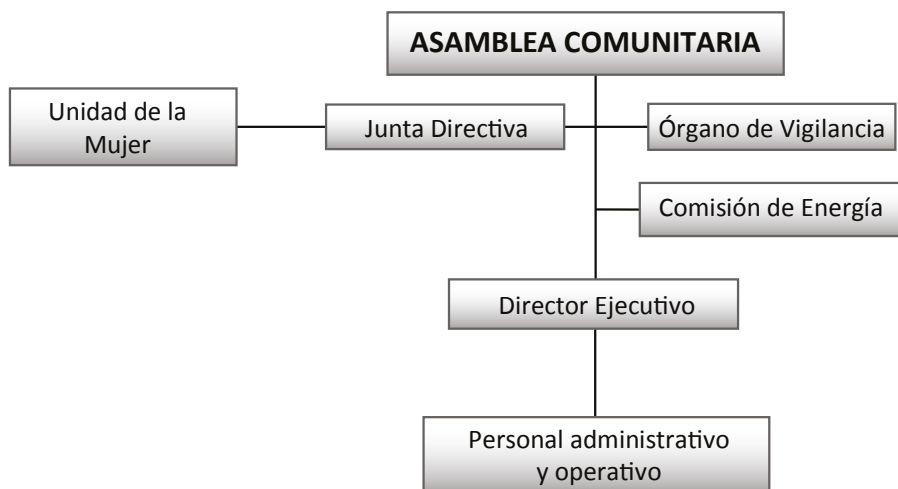 ASAMBLEA COMUNITARIA
Unidad de la
Mujer
Junta Directiva
Órgano de Vigilancia
Comisión de Energía
Director Ejecutivo
Personal administrativo
y operativo